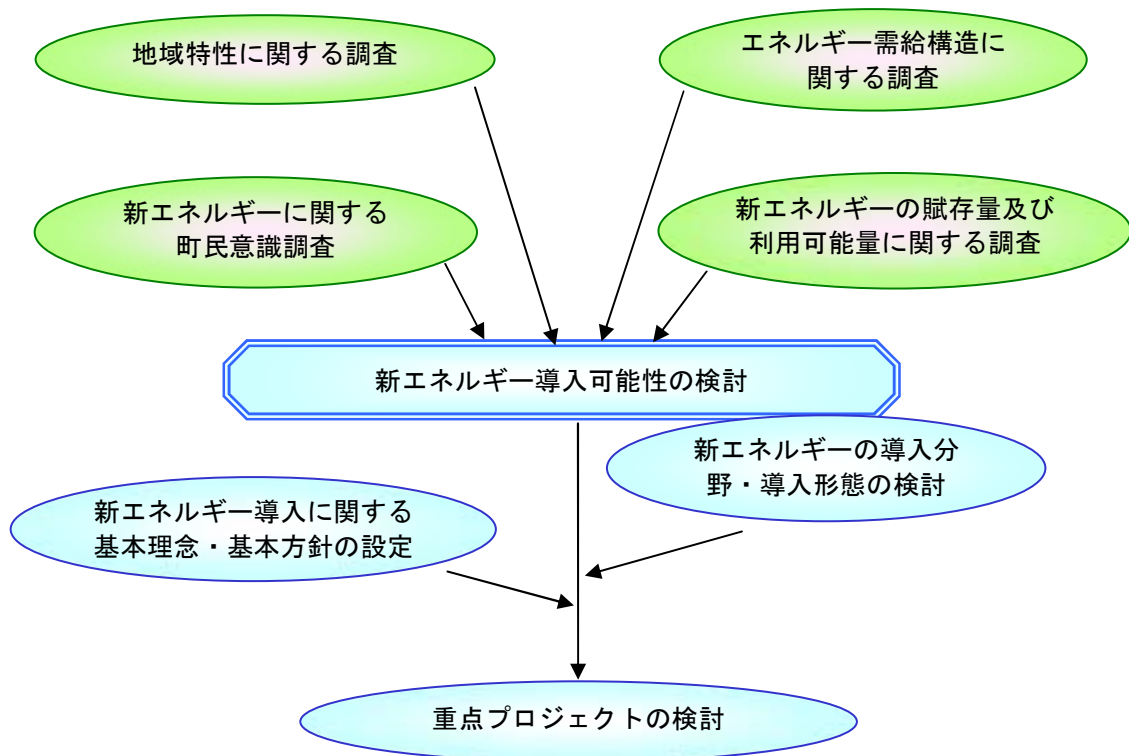 地域特性に関する調査
エネルギー需給構造に
関する調査
新エネルギーに関する
町民意識調査
新エネルギーの賦存量及び
利用可能量に関する調査
新エネルギー導入可能性の検討
新エネルギーの導入分
野・導入形態の検討
新エネルギー導入に関する
基本理念・基本方針の設定
重点プロジェクトの検討